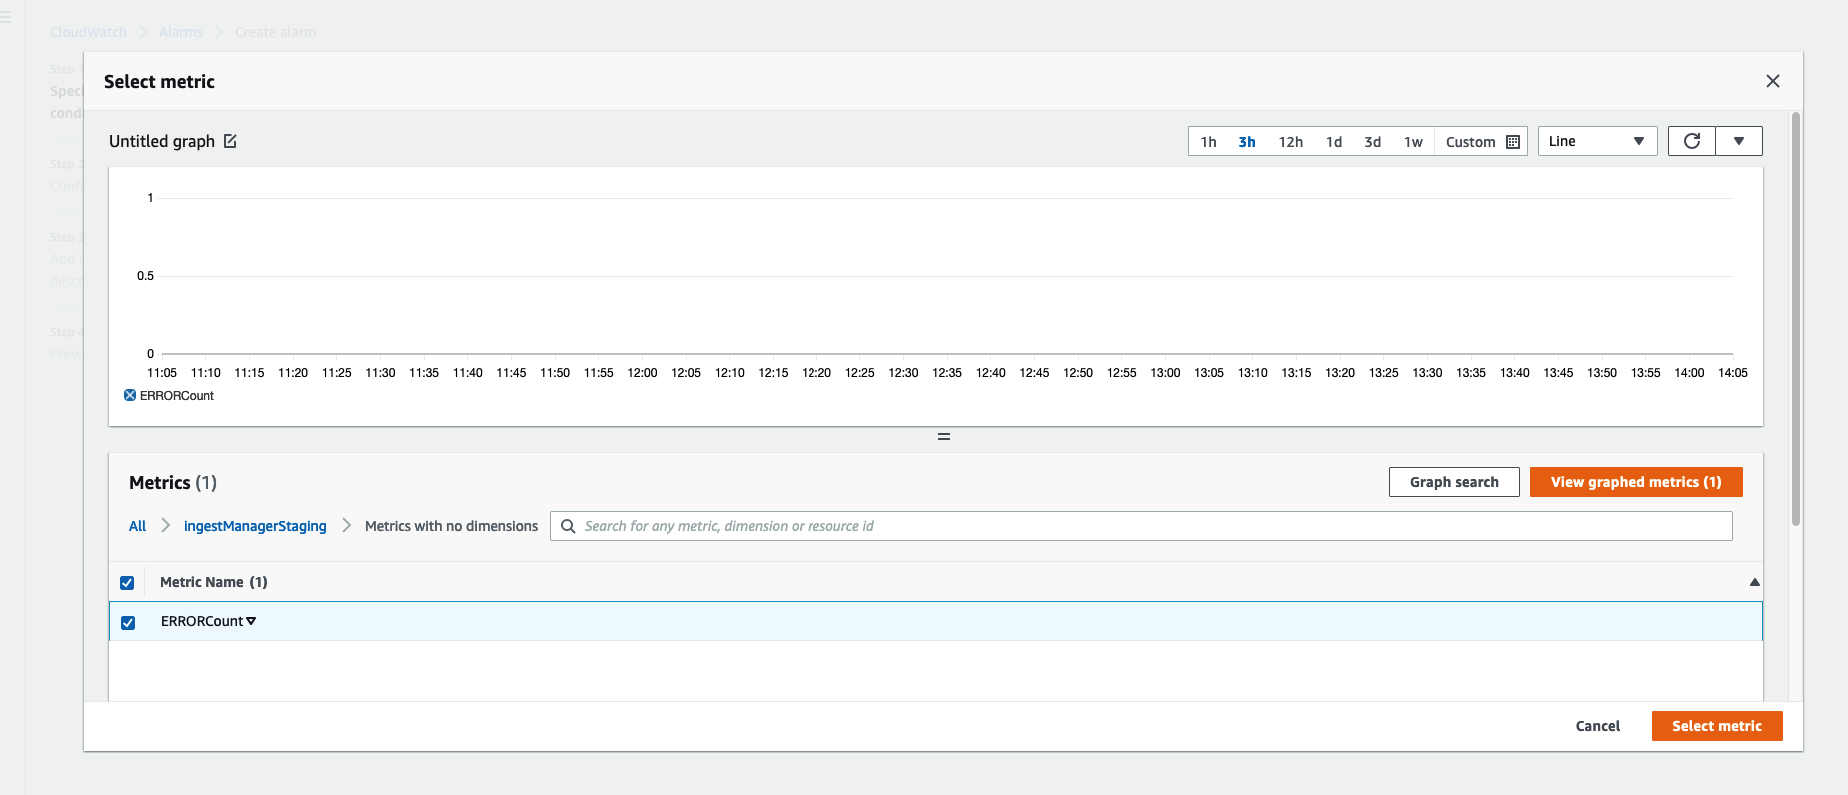 CloudWatch > Alarms > Create alarm
Step 1
Speci
cond
Step 2
Confi
Step 3
Add
descr
Step 4
Previ
Select metric
Untitled graph
1h 3h 12h 1d 3d 1w Custom
Line
1
0.5
0
11:05 11:10 11:15 11:20 11:25 11:30 11:35 11:40 11:45 11:50 11:55 12:00 12:05 12:10 12:15 12:20 12:25 12:30 12:35 12:40 12:45 12:50 12:55 13:00 13:05 13:10 13:15 13:20 13:25 13:30 13:35 13:40 13:45 13:50 13:55 14:00 14:05
ERRORCount
Metrics (1)
Graph search
View graphed metrics (1)
All > ingestManagerStaging > Metrics with no dimensions
Search for any metric, dimension or resource id
Metric Name (1)
ERRORCount
Cancel
Select metric